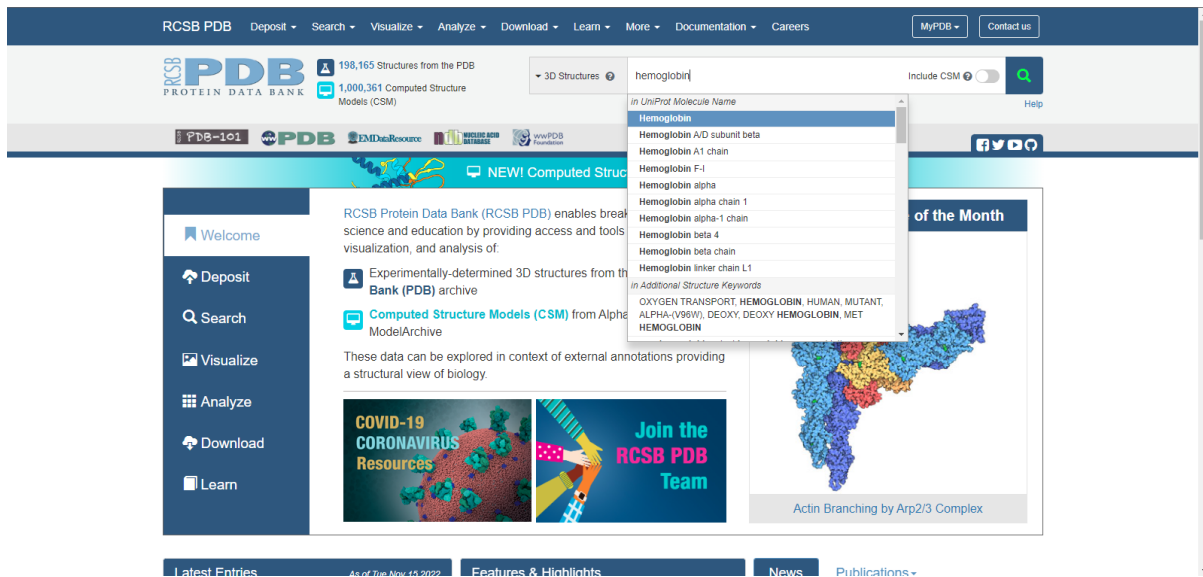 RCSB PDB Deposit Search Visualize Analyze Download Learn More Documentation Careers MyPDB Contact us
RCSB PDB
PROTEIN DATA BANK
198,165 Structures from the PDB
1,000,361 Computed Structure
Models (CSM)
3D Structures hemoglobin Include CSM
Help
PDB-101 PDB EMDataResource NUCLEIC ACID DATABASE wwPDB Foundation
in UniProt Molecule Name
Hemoglobin
Hemoglobin A/D subunit beta
Hemoglobin A1 chain
Hemoglobin F-I
Hemoglobin alpha
Hemoglobin alpha chain 1
Hemoglobin alpha-1 chain
Hemoglobin beta 4
Hemoglobin beta chain
Hemoglobin linker chain L1
in Additional Structure Keywords
OXYGEN TRANSPORT, HEMOGLOBIN, HUMAN, MUTANT,
ALPHA-(V96W), DEOXY, DEOXY HEMOGLOBIN, MET
HEMOGLOBIN
NEW! Computed Struc
Welcome
Deposit
Search
Visualize
Analyze
Download
Learn
RCSB Protein Data Bank (RCSB PDB) enables break
science and education by providing access and tools
visualization, and analysis of:
Experimentally-determined 3D structures from th
Bank (PDB) archive
Computed Structure Models (CSM) from Alpha
ModelArchive
These data can be explored in context of external annotations providing
a structural view of biology.
COVID-19
CORONAVIRUS
Resources
Join the
RCSB PDB
Team
of the Month
Actin Branching by Arp2/3 Complex
Latest Entries As of Tue Nov 15 2022
Features & Highlights
News Publications